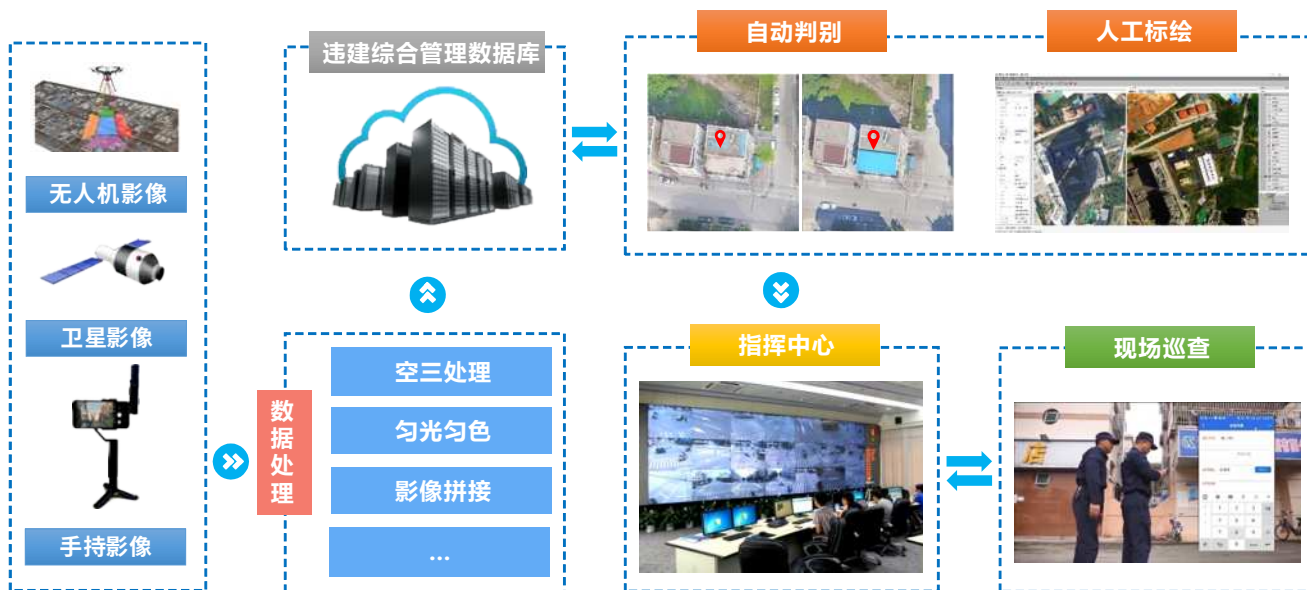 无人机影像
卫星影像
手持影像
数据处理
空三处理
匀光匀色
影像拼接
...
违建综合管理数据库
自动判别
人工标绘
指挥中心
现场巡查
店